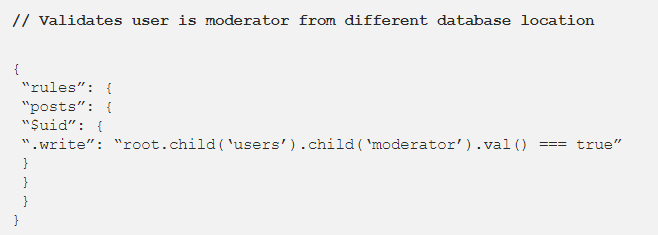 // Validates user is moderator from different database location
{
“rules”: {
“posts”: {
“$uid”: {
“.write”: “root.child(‘users’).child(‘moderator’).val() === true”
}
}
}
}